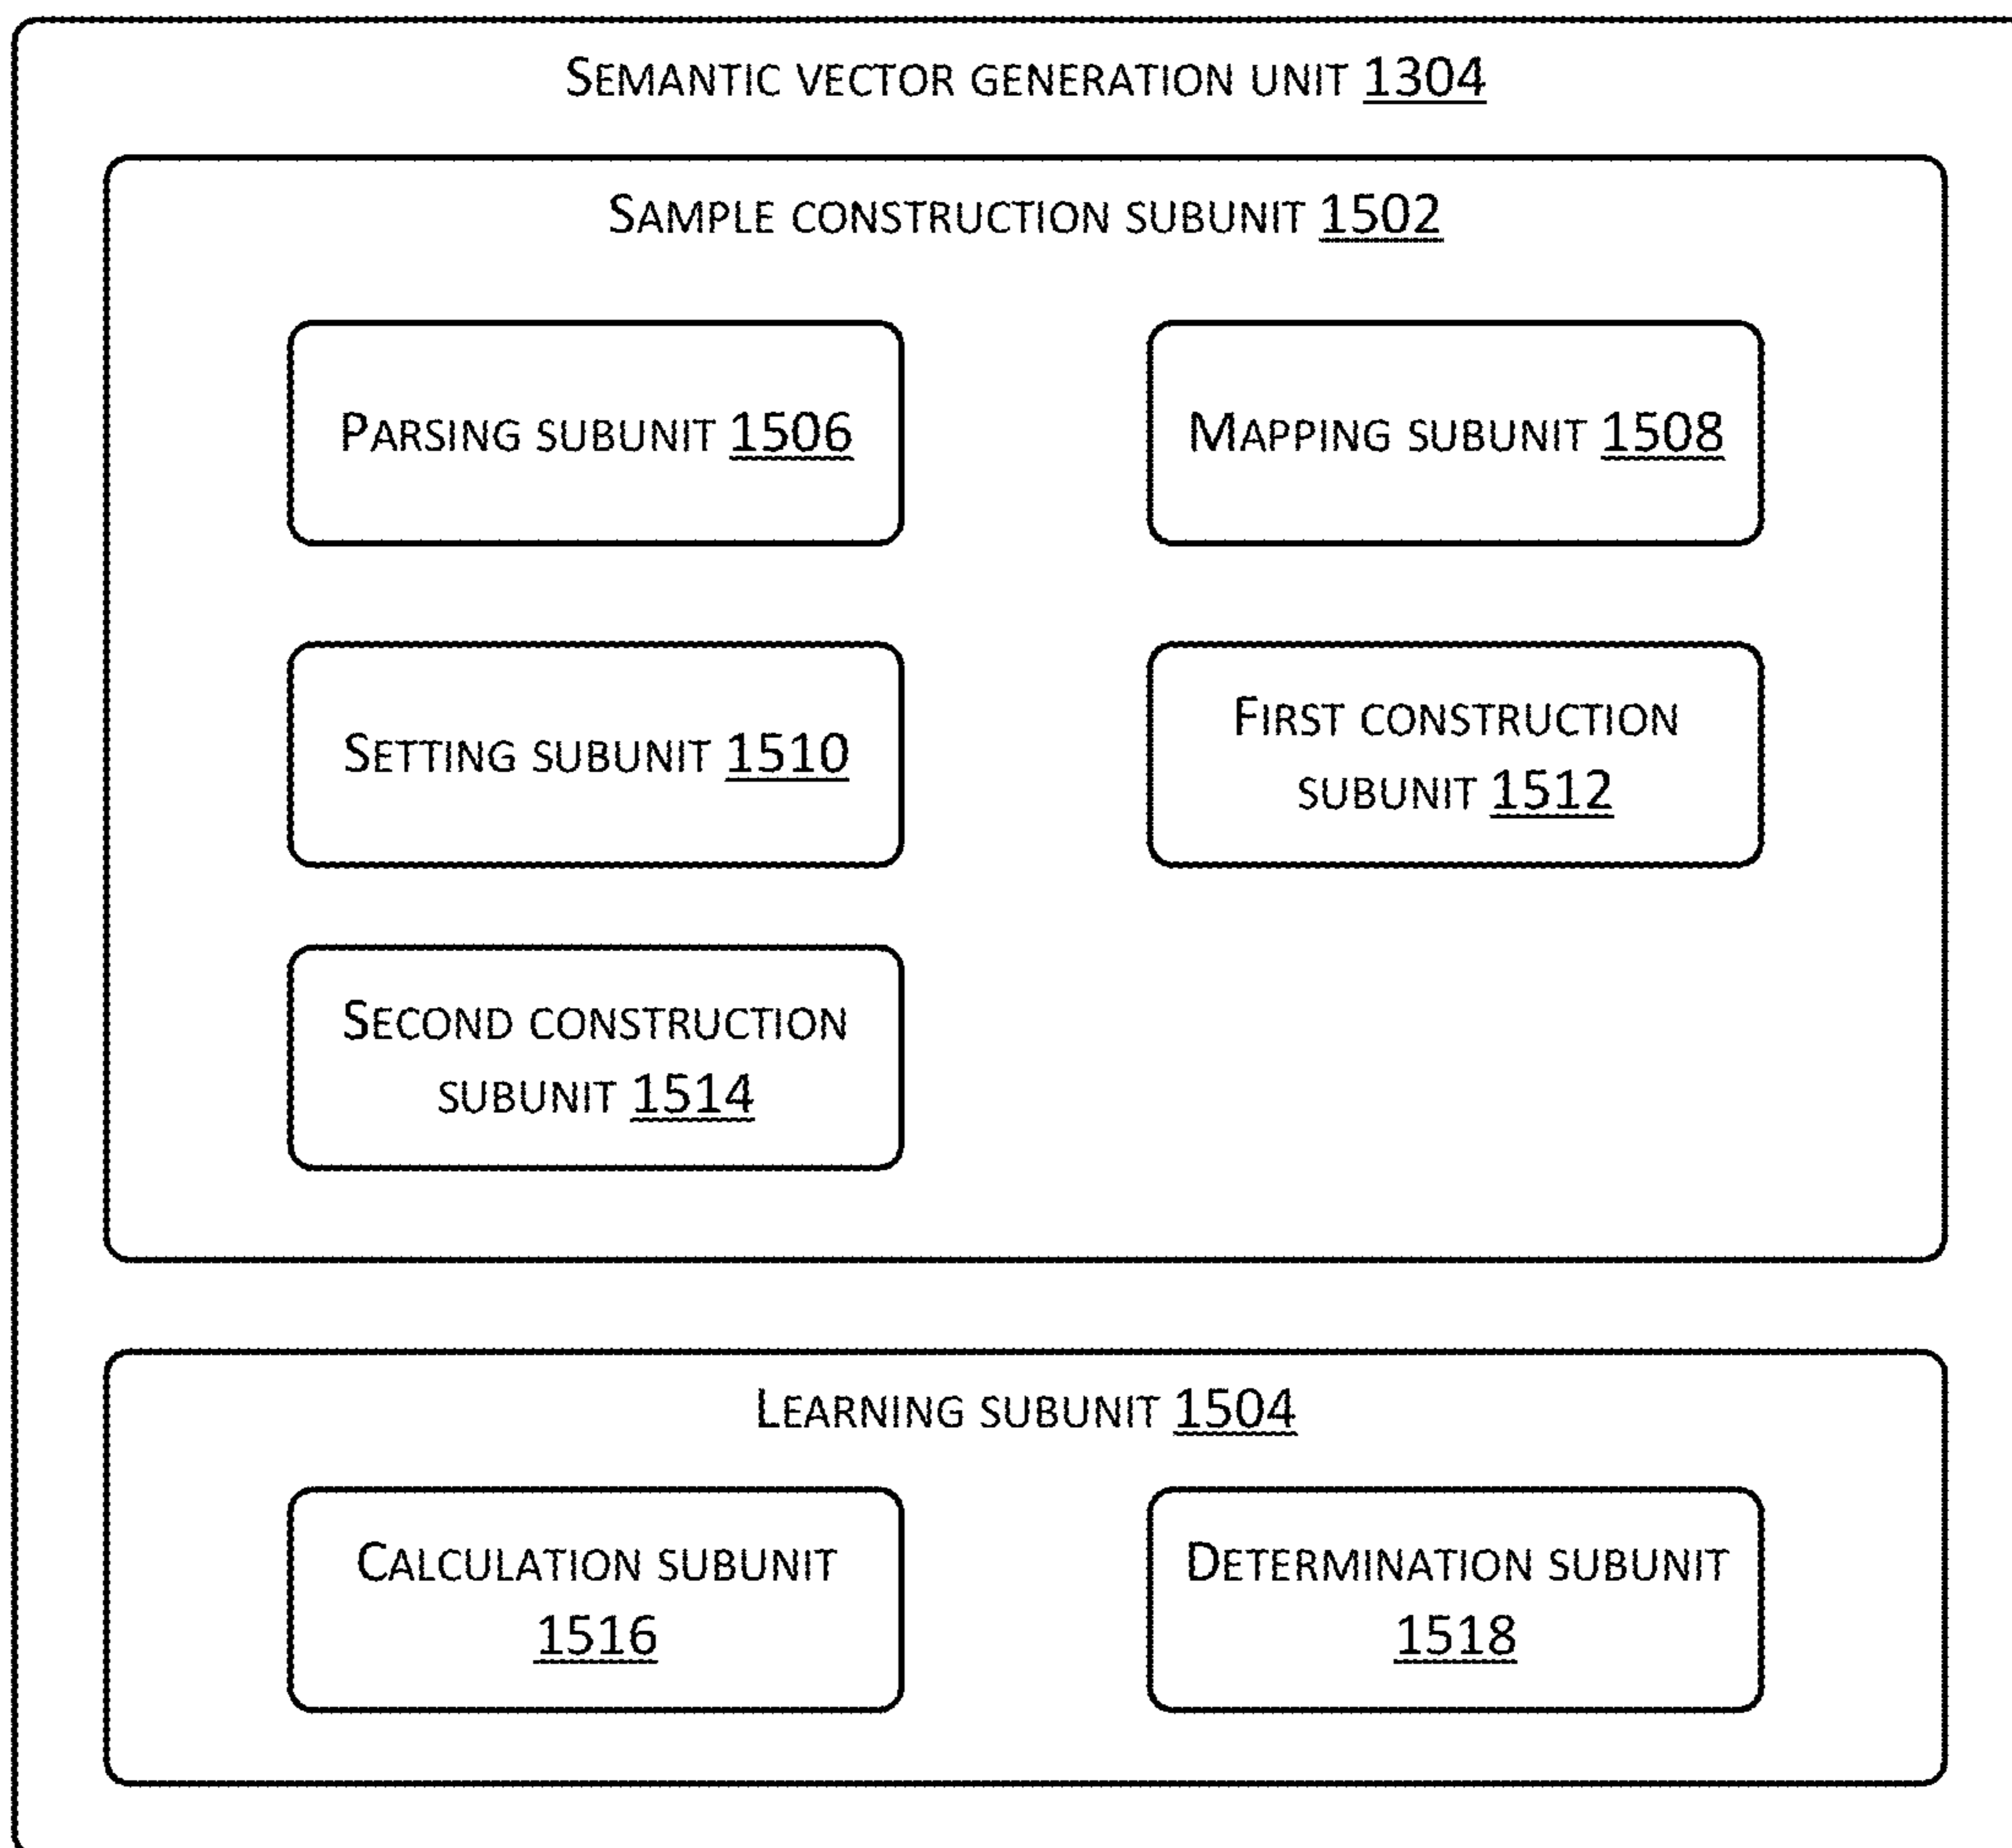 SEMANTIC VECTOR GENERATION UNIT 1304
SAMPLE CONSTRUCTION SUBUNIT 1502
PARSING SUBUNIT 1506
MAPPING SUBUNIT 1508
SETTING SUBUNIT 1510
FIRST CONSTRUCTION
SUBUNIT 1512
SECOND CONSTRUCTION
SUBUNIT 1514
LEARNING SUBUNIT 1504
CALCULATION SUBUNIT
1516
DETERMINATION SUBUNIT
1518